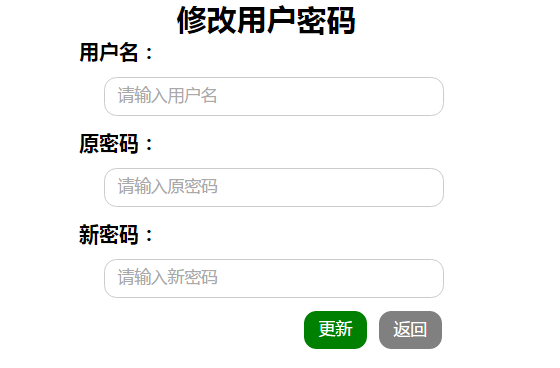 修改用户密码
用户名：
请输入用户名
原密码：
请输入原密码
新密码：
请输入新密码
更新 返回